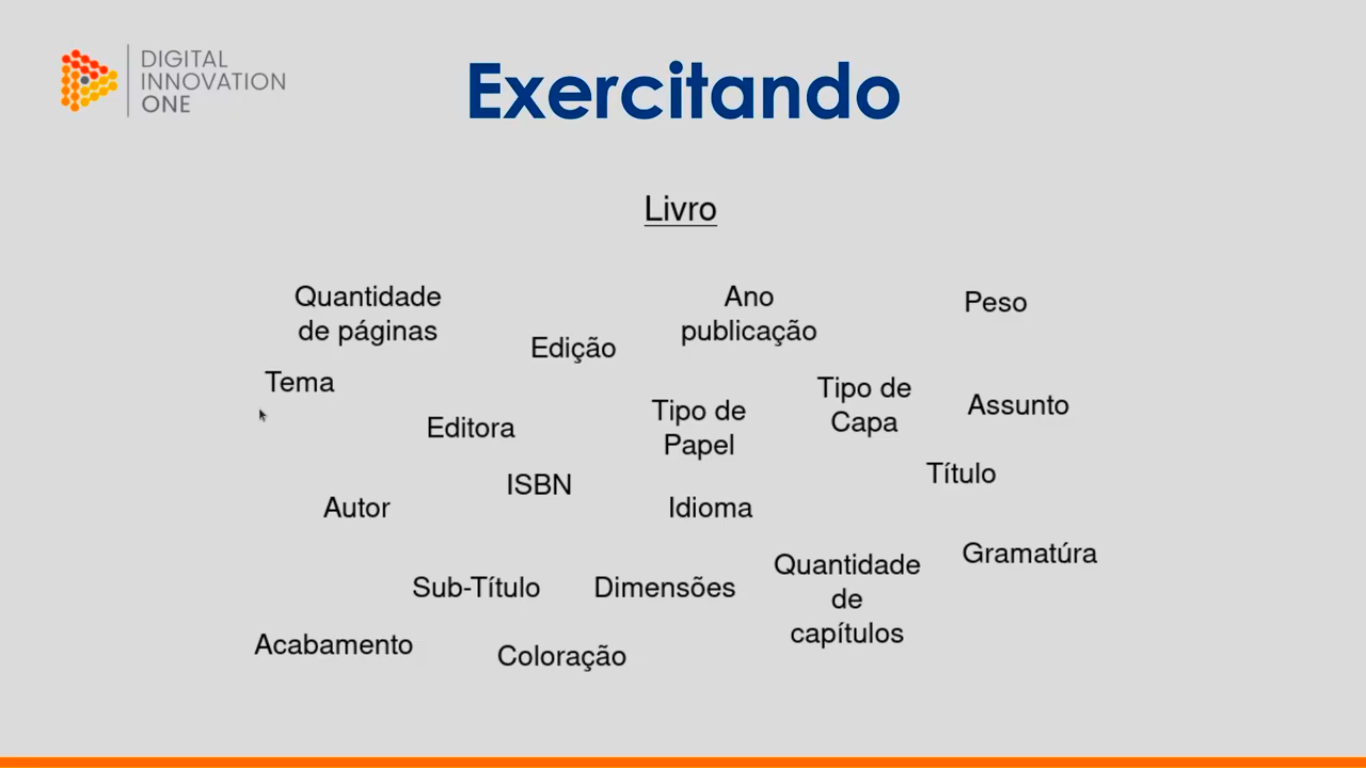 DIGITAL
INNOVATION
ONE
Exercitando
Livro
Quantidade
de páginas
Edição
Ano
publicação
Peso
Tema
Editora
Tipo de
Papel
Tipo de
Capa
Assunto
ISBN
Título
Autor
Idioma
Sub-Título
Dimensões
Quantidade
de
capítulos
Gramatúra
Acabamento
Coloração